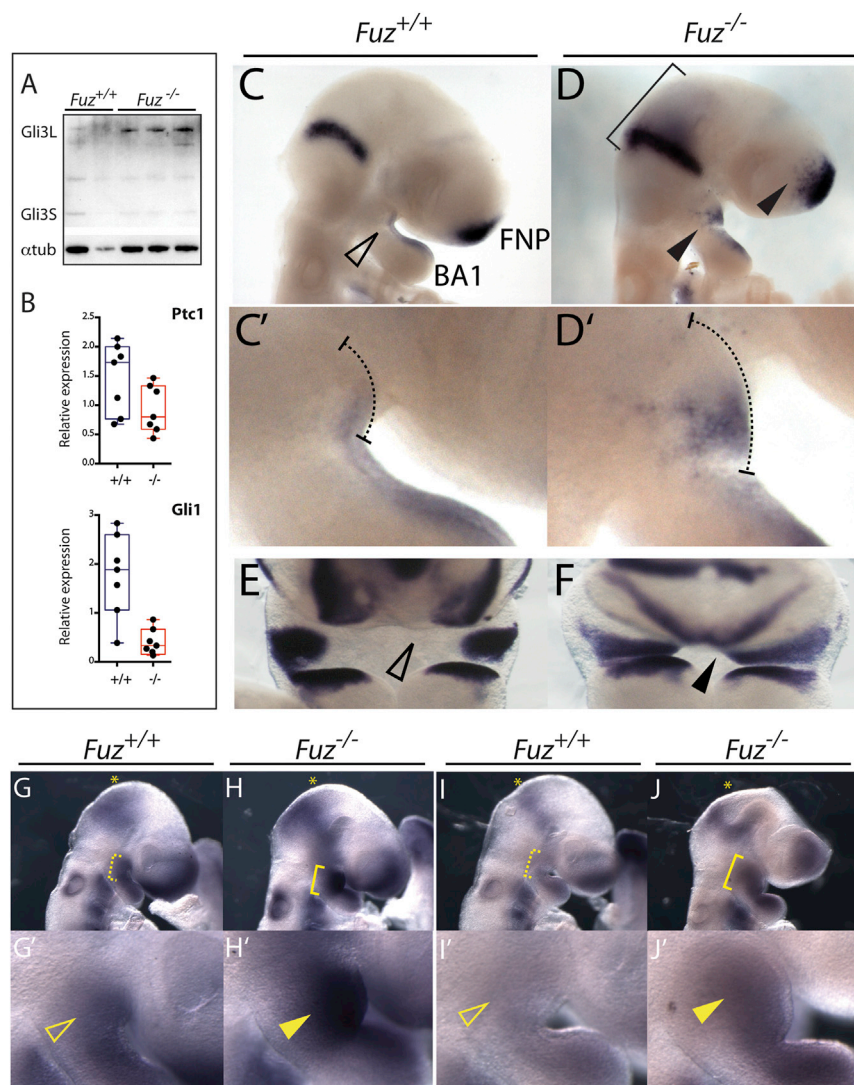 Fuz+/+ Fuz-/-
A
Fuz+/+ Fuz-/-
Gli3L
Gli3S
αtub
B
Ptc1
Relative expression
2.5
2.0
1.5
1.0
0.5
0.0
+/+ -/-
Gli1
Relative expression
3
2
1
0
+/+ -/-
C
FNP
BA1
D
C'
D'
E
F
Fuz+/+ Fuz-/- Fuz+/+ Fuz-/-
G
*
H
*
I
*
J
*
G'
H'
I'
J'